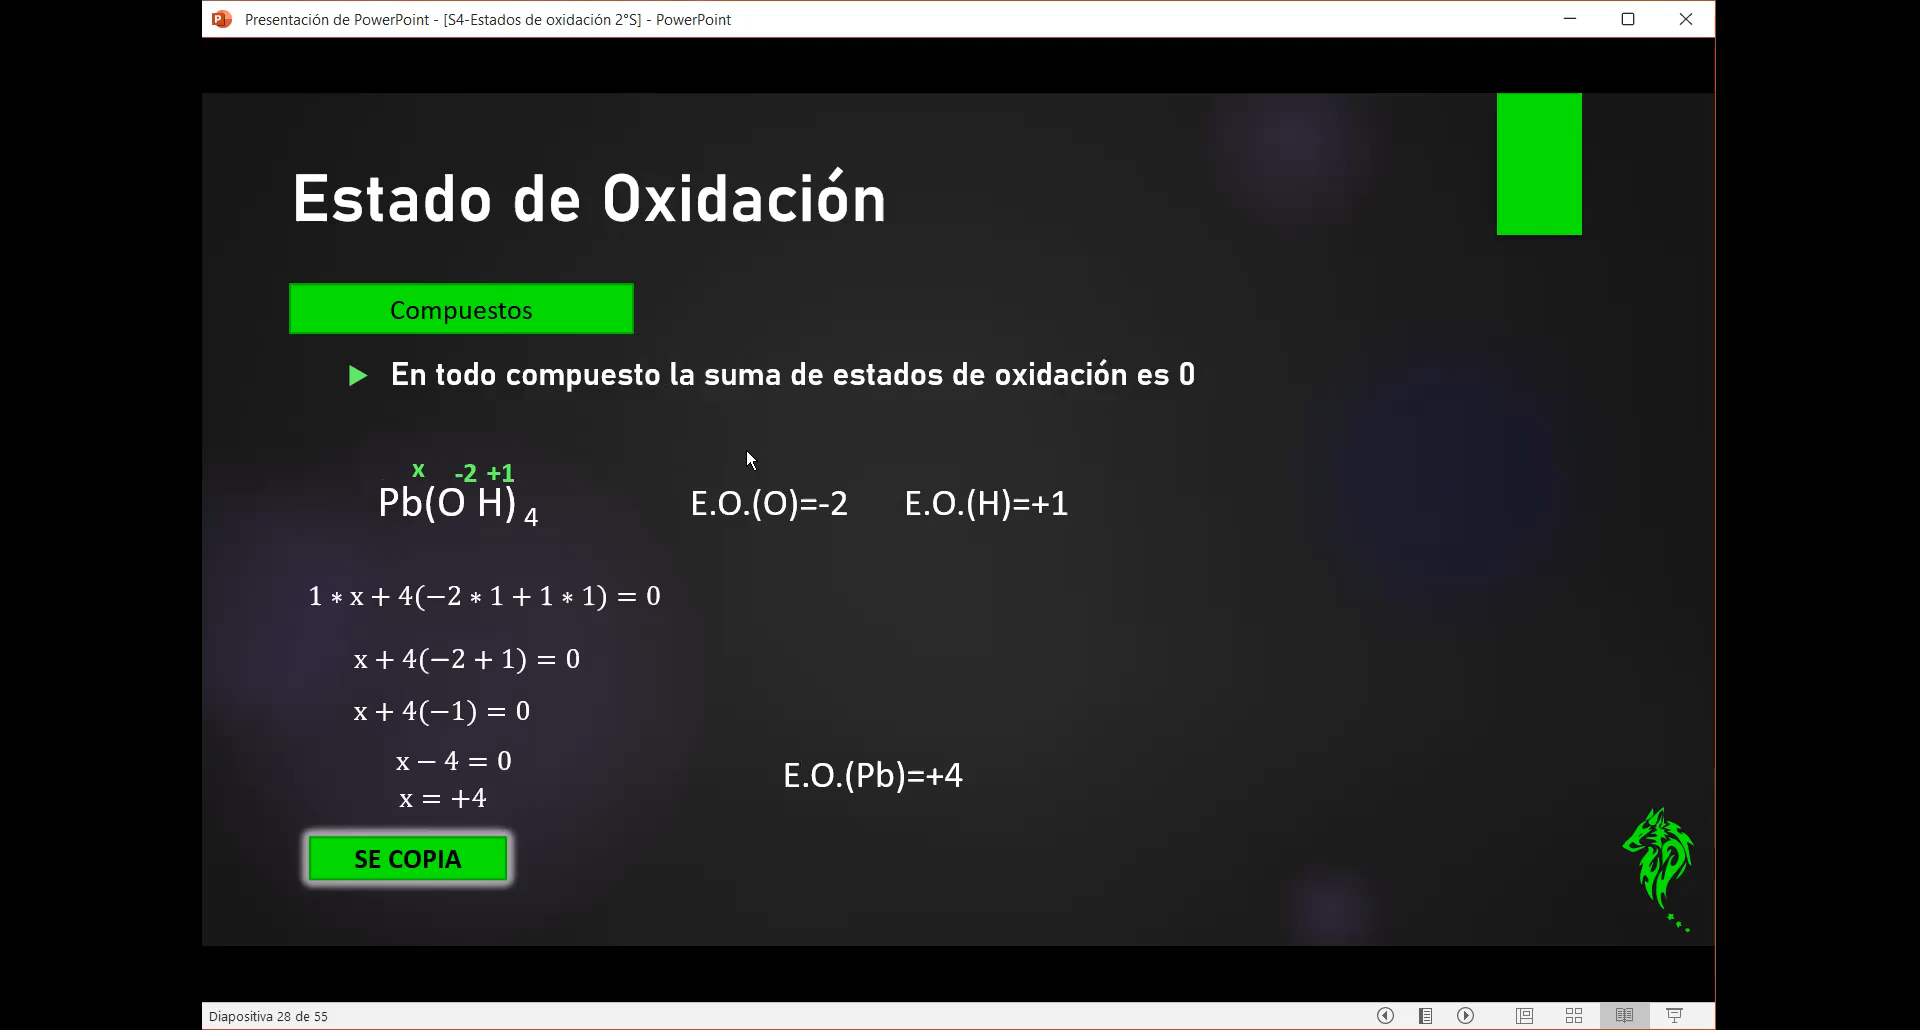 Presentación de PowerPoint - [S4-Estados de oxidación 2°S] - PowerPoint
Estado de Oxidación
Compuestos
En todo compuesto la suma de estados de oxidación es 0
x -2 +1
Pb(O H)4 E.O.(O)=-2 E.O.(H)=+1
1 ∗ x + 4(−2 ∗ 1 + 1 ∗ 1) = 0
x + 4(−2 + 1) = 0
x + 4(−1) = 0
x − 4 = 0
x = +4
E.O.(Pb)=+4
SE COPIA
Diapositiva 28 de 55